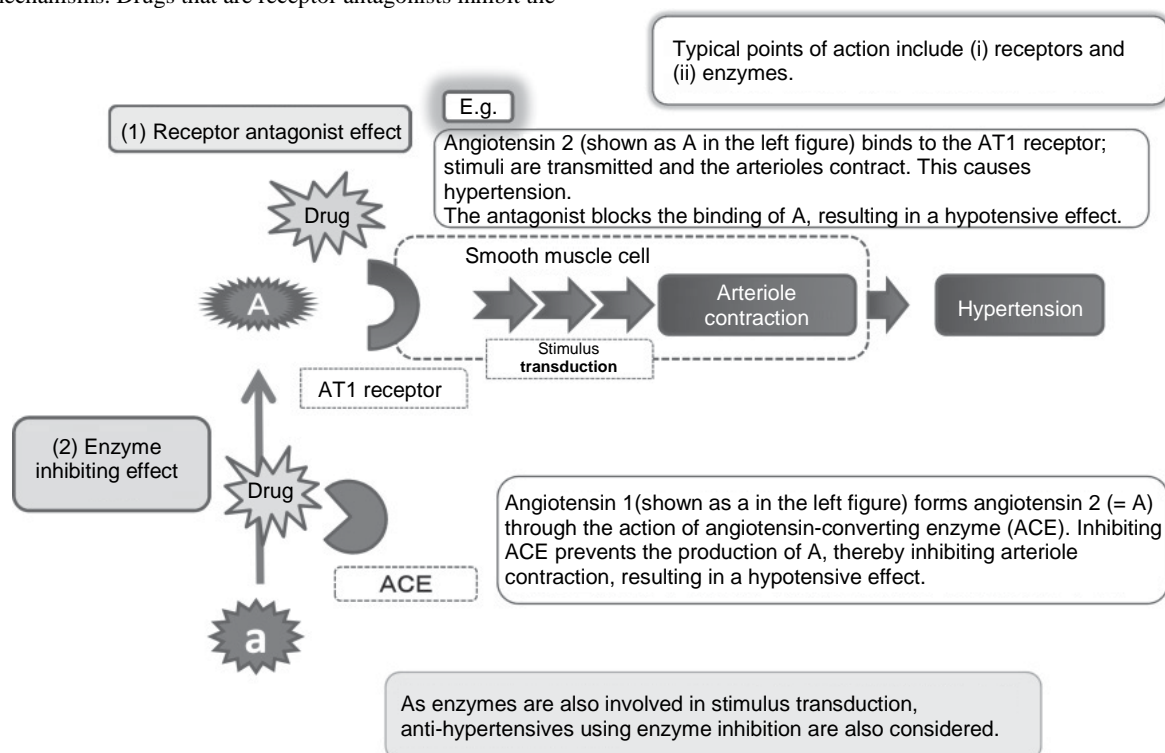 mechanisms. Drugs that are receptor antagonists inhibit the
Typical points of action include (i) receptors and
(ii) enzymes.
E.g.
(1) Receptor antagonist effect
Angiotensin 2 (shown as A in the left figure) binds to the AT1 receptor;
stimuli are transmitted and the arterioles contract. This causes
hypertension.
The antagonist blocks the binding of A, resulting in a hypotensive effect.
Drug
Smooth muscle cell
A
Arteriole
contraction
Hypertension
Stimulus
transduction
AT1 receptor
(2) Enzyme
inhibiting effect
Drug
Angiotensin 1(shown as a in the left figure) forms angiotensin 2 (= A)
through the action of angiotensin-converting enzyme (ACE). Inhibiting
ACE prevents the production of A, thereby inhibiting arteriole
contraction, resulting in a hypotensive effect.
ACE
a
As enzymes are also involved in stimulus transduction,
anti-hypertensives using enzyme inhibition are also considered.